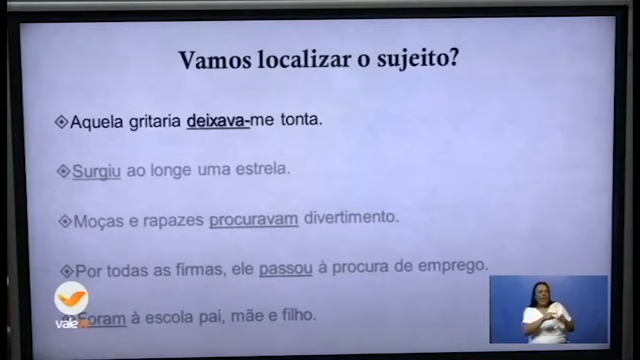 Vamos localizar o sujeito?
Aquela gritaria deixava-me tonta.
Surgiu ao longe uma estrela.
Moças e rapazes procuravam divertimento.
Por todas as firmas, ele passou à procura de emprego.
Foram à escola pai, mãe e filho.
vale